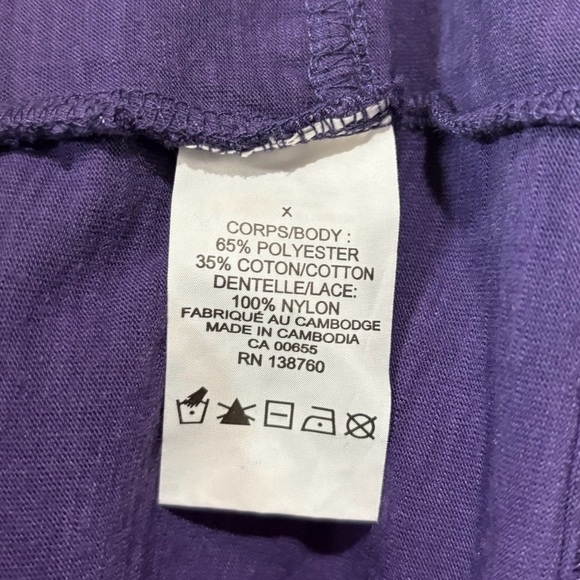 X
CORPS/BODY :
65% POLYESTER
35% COTON/COTTON
DENTELLE/LACE:
100% NYLON
FABRIQUÉ AU CAMBODGE
MADE IN CAMBODIA
CA 00655
RN 138760